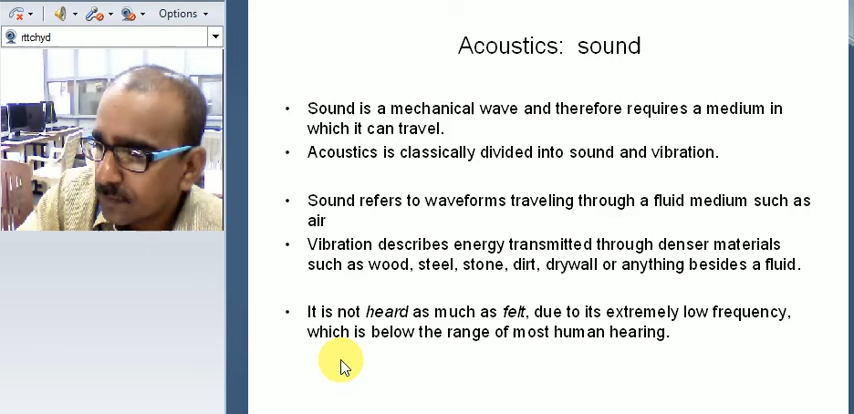 Options
rttchyd
Acoustics: sound
• Sound is a mechanical wave and therefore requires a medium in
which it can travel.
• Acoustics is classically divided into sound and vibration.
• Sound refers to waveforms traveling through a fluid medium such as
air
• Vibration describes energy transmitted through denser materials
such as wood, steel, stone, dirt, drywall or anything besides a fluid.
• It is not heard as much as felt, due to its extremely low frequency,
which is below the range of most human hearing.